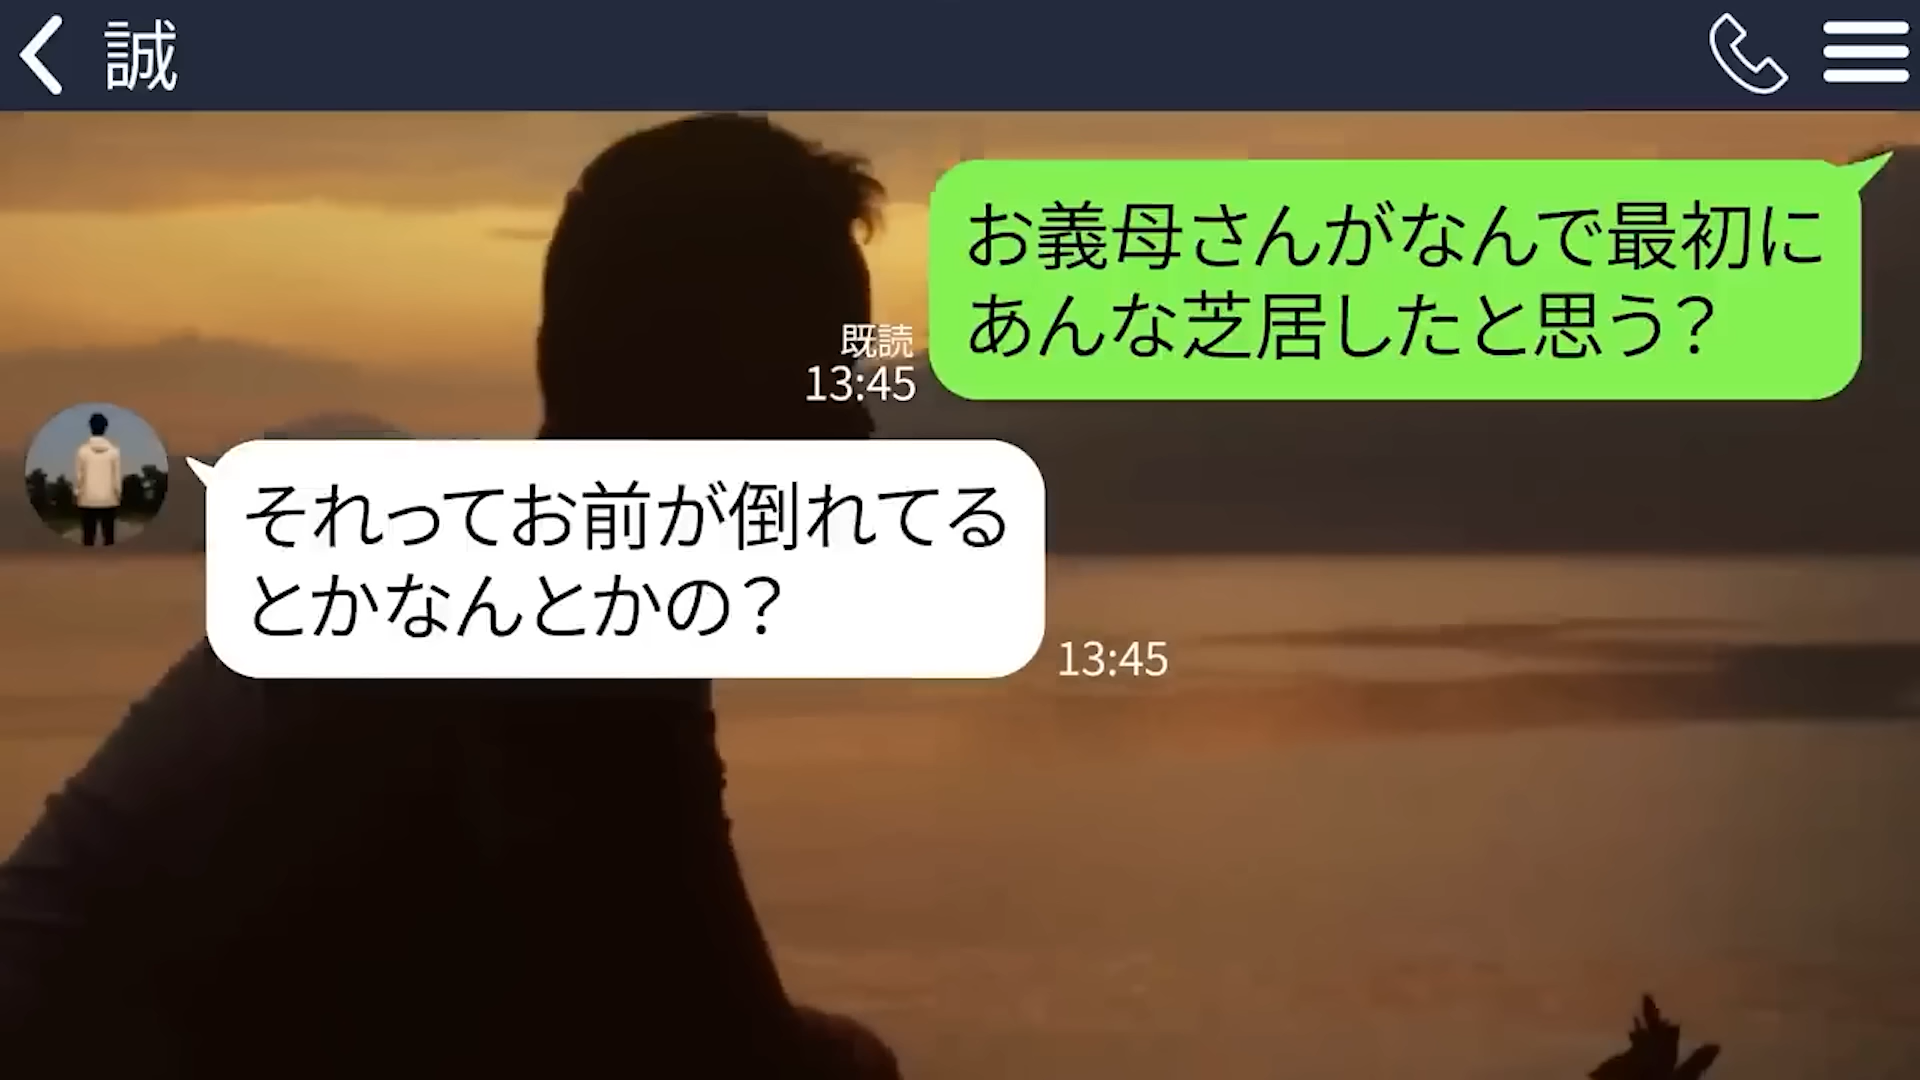 誠
お義母さんがなんで最初に
あんな芝居したと思う?
既読
13:45
それってお前が倒れてる
とかなんとかの?
13:45